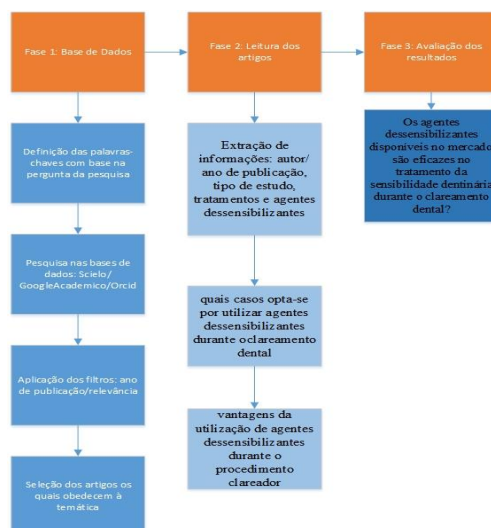 Fase 1: Base de Dados
Definição das palavras-
chaves com base na
pergunta da pesquisa
Pesquisa nas bases de
dados: Scielo/
GoogleAcademico/Orcid
Aplicação dos filtros: ano
de publicação/relevância
Seleção dos artigos os
quais obedecem à
temática
Fase 2: Leitura dos
artigos
Extração de
informações: autor/
ano de publicação,
tipo de estudo,
tratamentos e agentes
dessensibilizantes
quais casos opta-se
por utilizar agentes
dessensibilizantes
durante oclareamento
dental
vantagens da
utilização de agentes
dessensibilizantes
durante o
procedimento
clareador
Fase 3: Avaliação dos
resultados
Os agentes
dessensibilizantes
disponíveis no mercado
são eficazes no
tratamento da
sensibilidade dentinária
durante o clareamento
dental?